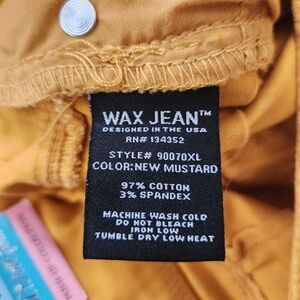 WAX JEAN™
DESIGNED IN THE USA
RN# 134352
STYLE# 90070XL
COLOR:NEW MUSTARD
97% COTTON
3% SPANDEX
MACHINE WASH COLD
DO NOT BLEACH
IRON LOW
TUMBLE DRY LOW HEAT